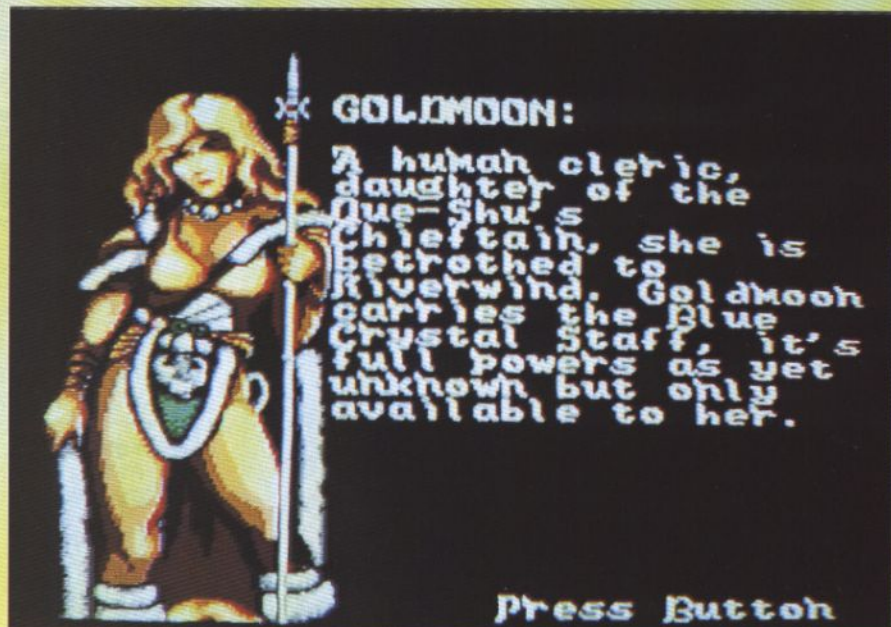 GOLDMOON:
A human cleric,
daughter of the
Que-Shu's
Chieftain, she is
betrothed to
Riverwind. Goldmoon
carries the Blue
Crystal Staff, it's
full powers as yet
unknown but only
available to her.
Press Button